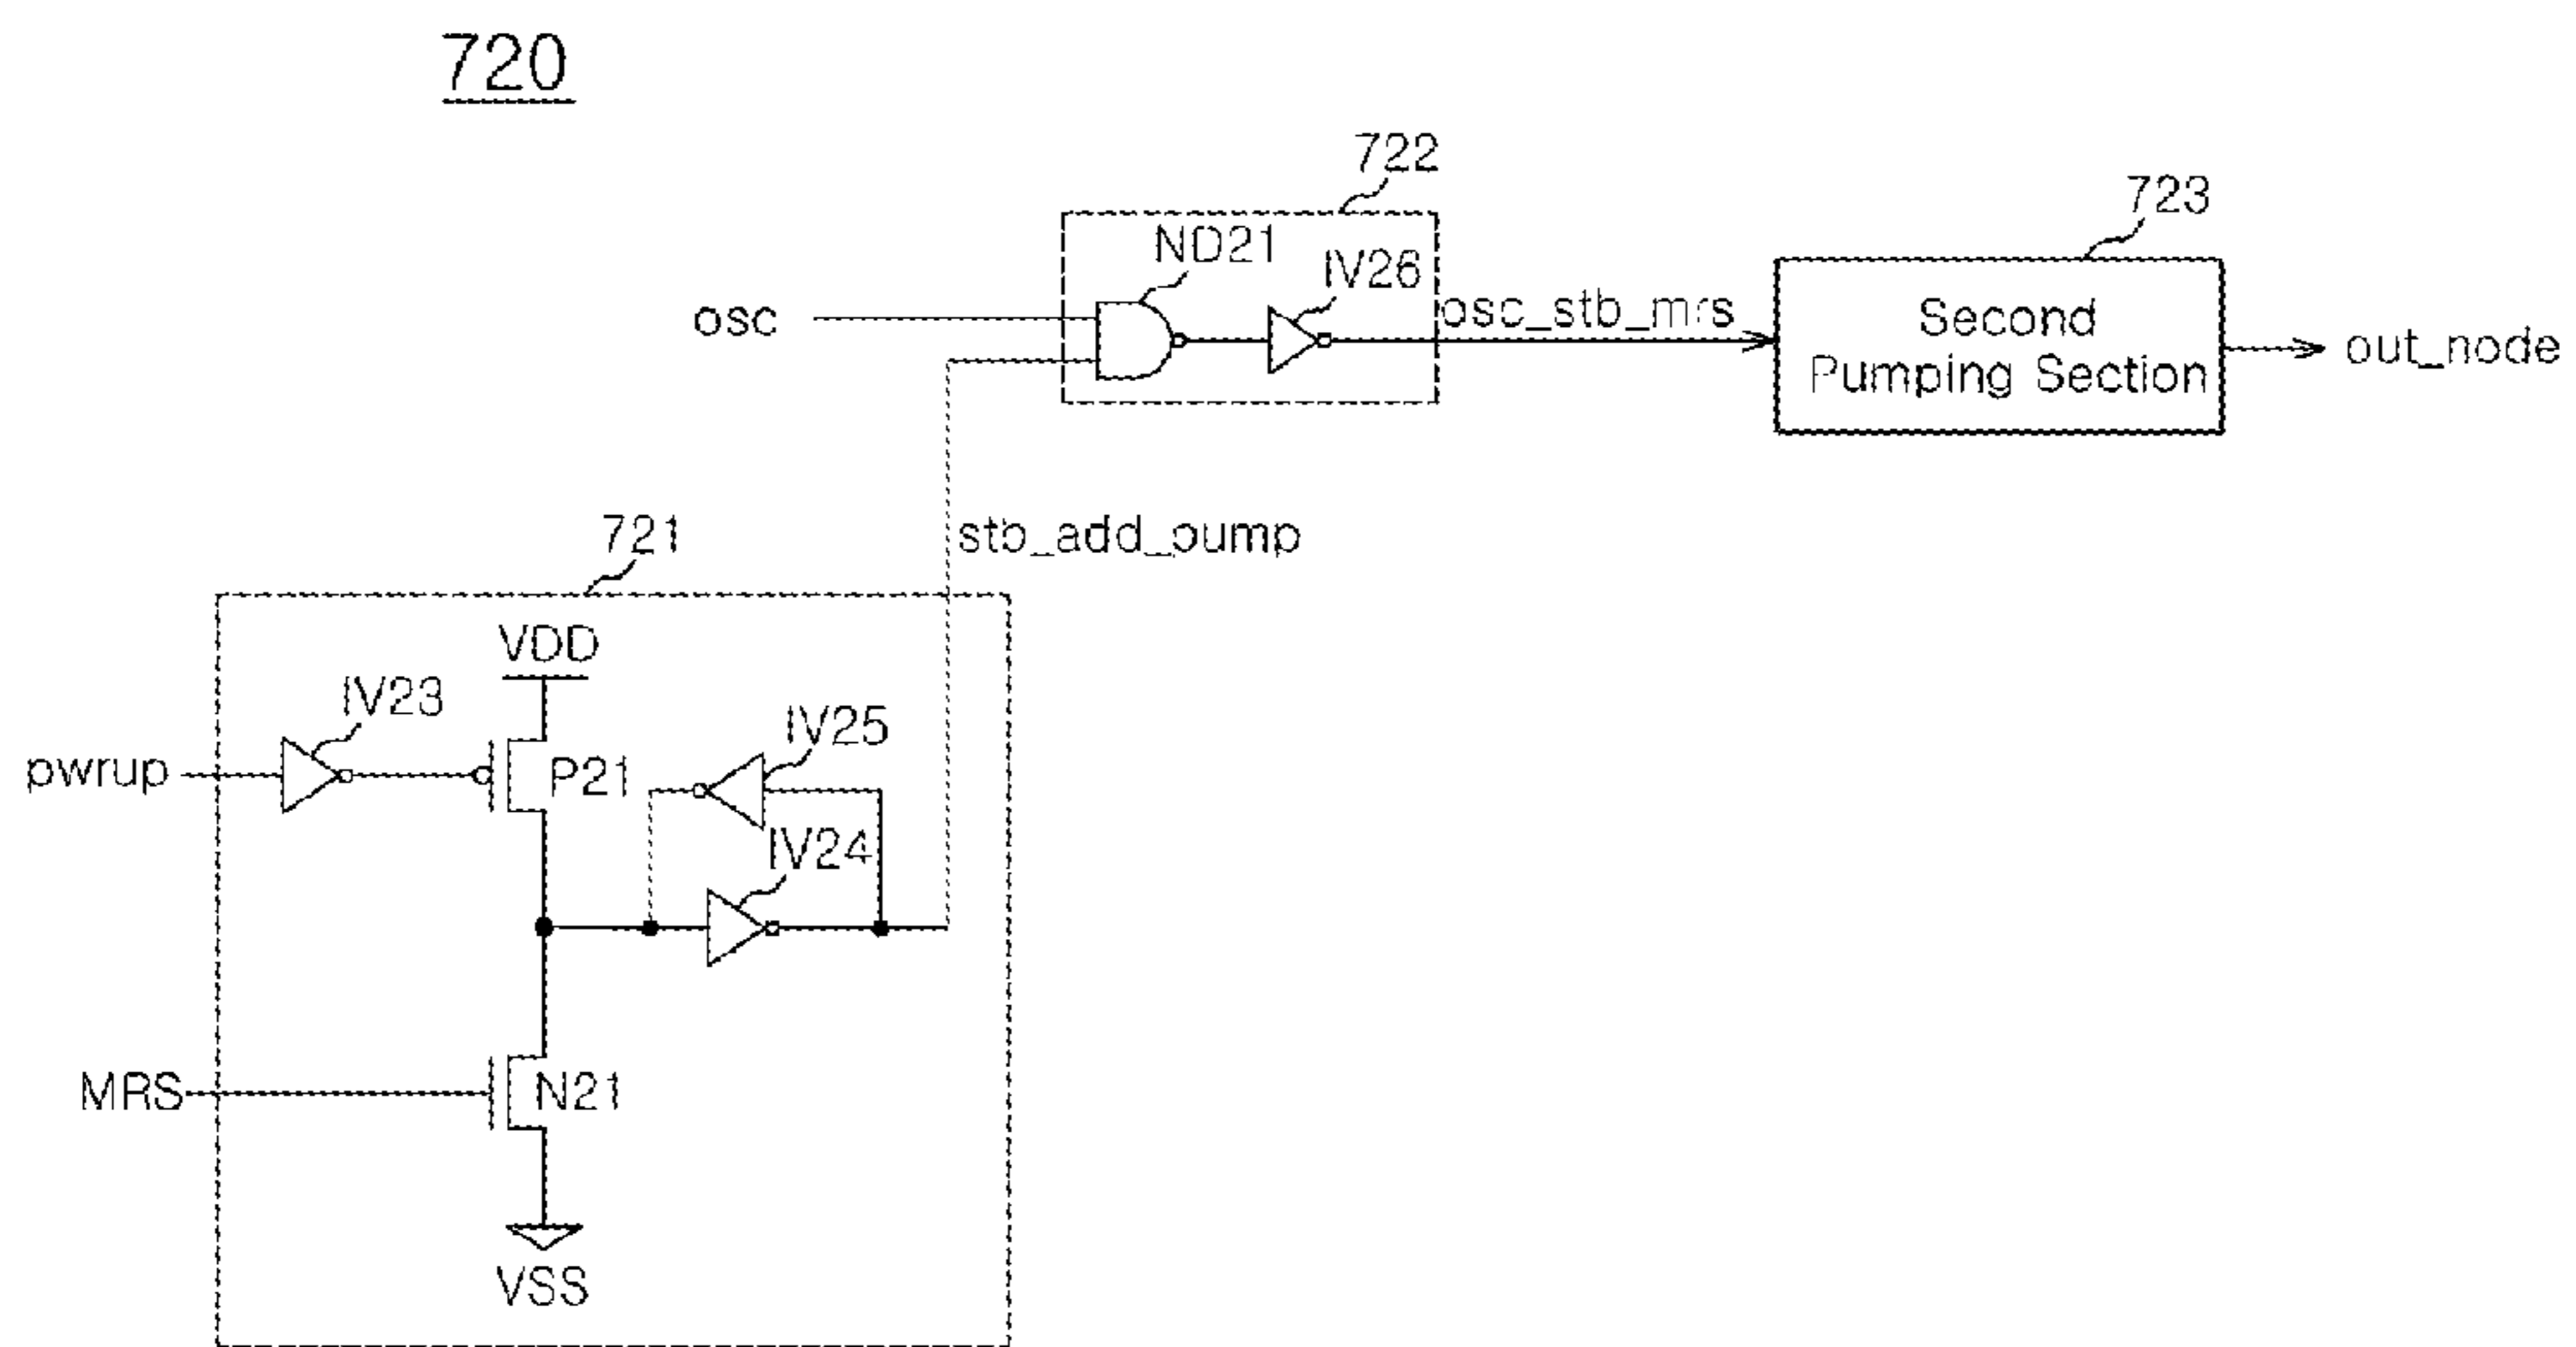 720
722
723
ND21
IV26
osc
osc_stb_mrs
Second
Pumping Section
out_node
721
stb_add_pump
VDD
IV23
IV25
pwrup
P21
IV24
MRS
N21
VSS